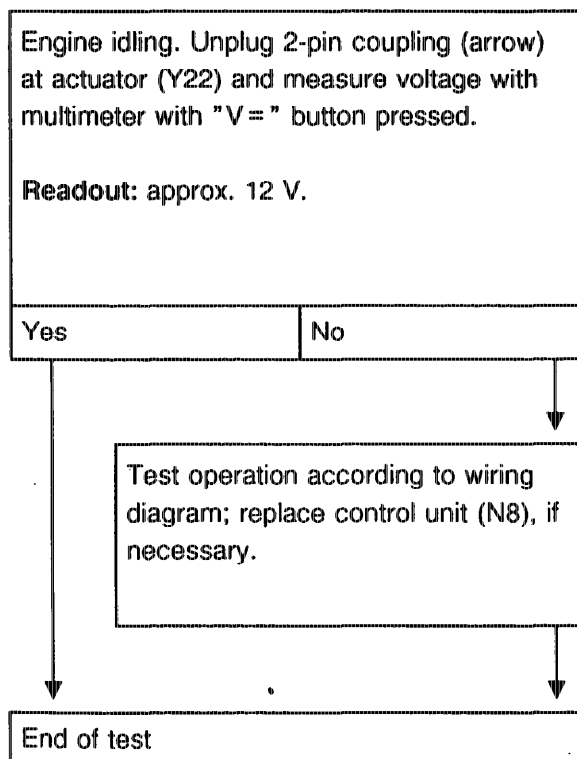 Engine idling. Unplug 2-pin coupling (arrow)
at actuator (Y22) and measure voltage with
multimeter with "V=" button pressed.
Readout: approx. 12 V.
Yes
No
Test operation according to wiring
diagram; replace control unit (N8), if
necessary.
End of test